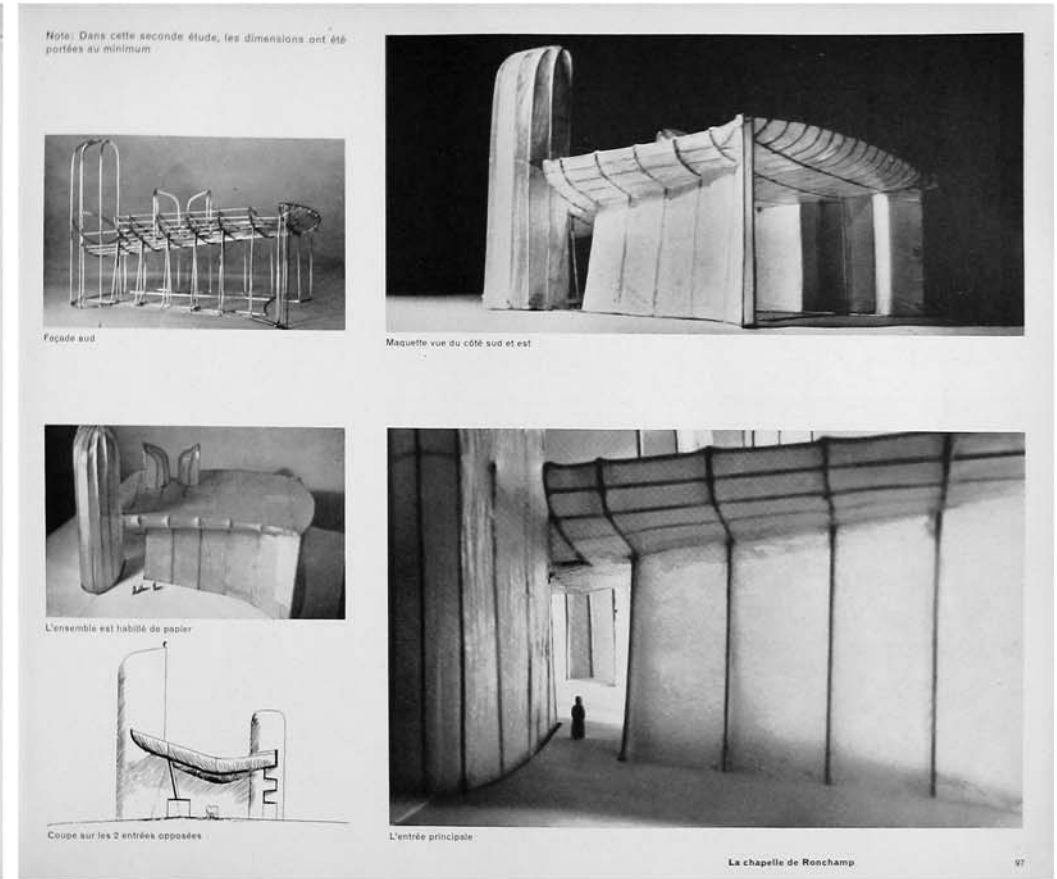 Note: Dans cette seconde étude, les dimensions ont été
portées au minimum
Façade sud
Maquette vue du côté sud et est
L'ensemble est habillé de papier
Coupe sur les 2 entrées opposées
L'entrée principale
La chapelle de Ronchamp
97